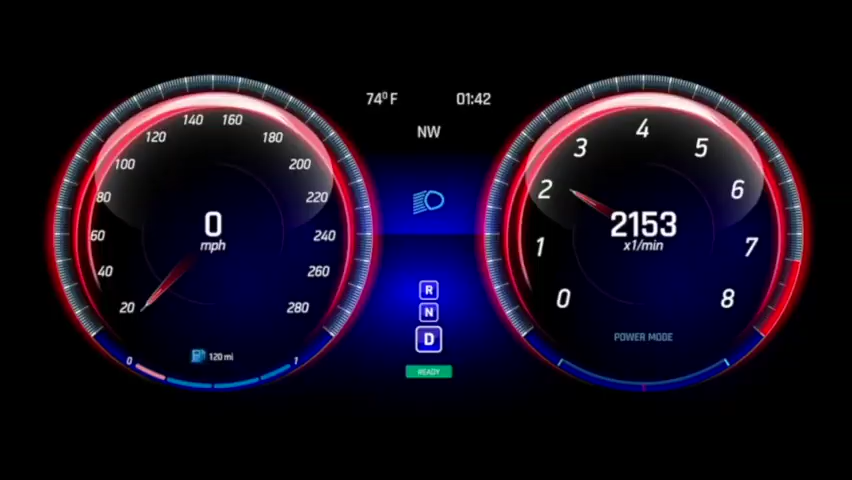 74⁰ F 01:42
NW
140 160
120 180
100 200
80 220
60 240
40 260
20 280
0
mph
120 mi
0 1
R
N
D
READY
4
3 5
2 6
1 7
0 8
2153
x1/min
POWER MODE